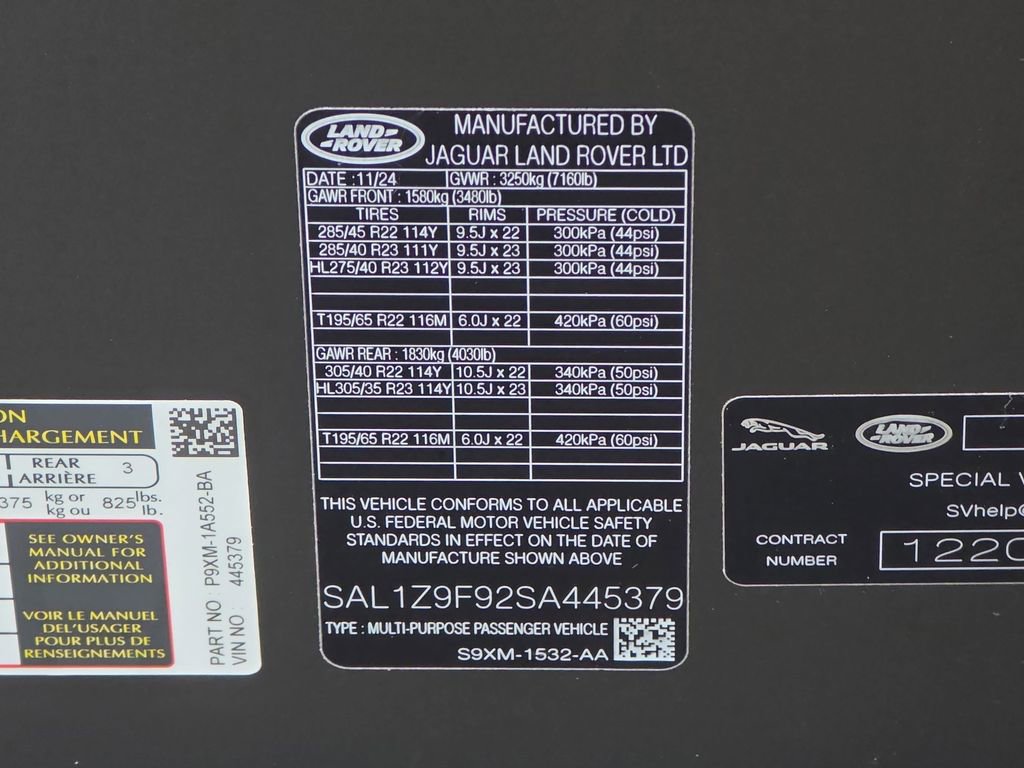 LAND ROVER
MANUFACTURED BY
JAGUAR LAND ROVER LTD
DATE :11/24 GVWR : 3250kg (7160lb)
GAWR FRONT : 1580kg (3480lb)
TIRES RIMS PRESSURE (COLD)
285/45 R22 114Y 9.5J x 22 300kPa (44psi)
285/40 R23 111Y 9.5J x 23 300kPa (44psi)
HL275/40 R23 112Y 9.5J x 23 300kPa (44psi)
T195/65 R22 116M 6.0J x 22 420kPa (60psi)
GAWR REAR : 1830kg (4030lb)
305/40 R22 114Y 10.5J x 22 340kPa (50psi)
HL305/35 R23 114Y 10.5J x 23 340kPa (50psi)
T195/65 R22 116M 6.0J x 22 420kPa (60psi)
THIS VEHICLE CONFORMS TO ALL APPLICABLE
U.S. FEDERAL MOTOR VEHICLE SAFETY
STANDARDS IN EFFECT ON THE DATE OF
MANUFACTURE SHOWN ABOVE
SAL1Z9F92SA445379
TYPE : MULTI-PURPOSE PASSENGER VEHICLE
S9XM-1532-AA
ON
HARGEMENT
REAR 3
ARRIÈRE
375 kg or 825 lbs.
kg ou lb.
SEE OWNER'S
MANUAL FOR
ADDITIONAL
INFORMATION
VOIR LE MANUEL
DEL'USAGER
POUR PLUS DE
RENSEIGNEMENTS
PART NO : P9XM-1A552-BA
VIN NO : 445379
JAGUAR LAND ROVER
SPECIAL V
SVhelp@
CONTRACT
NUMBER 1220